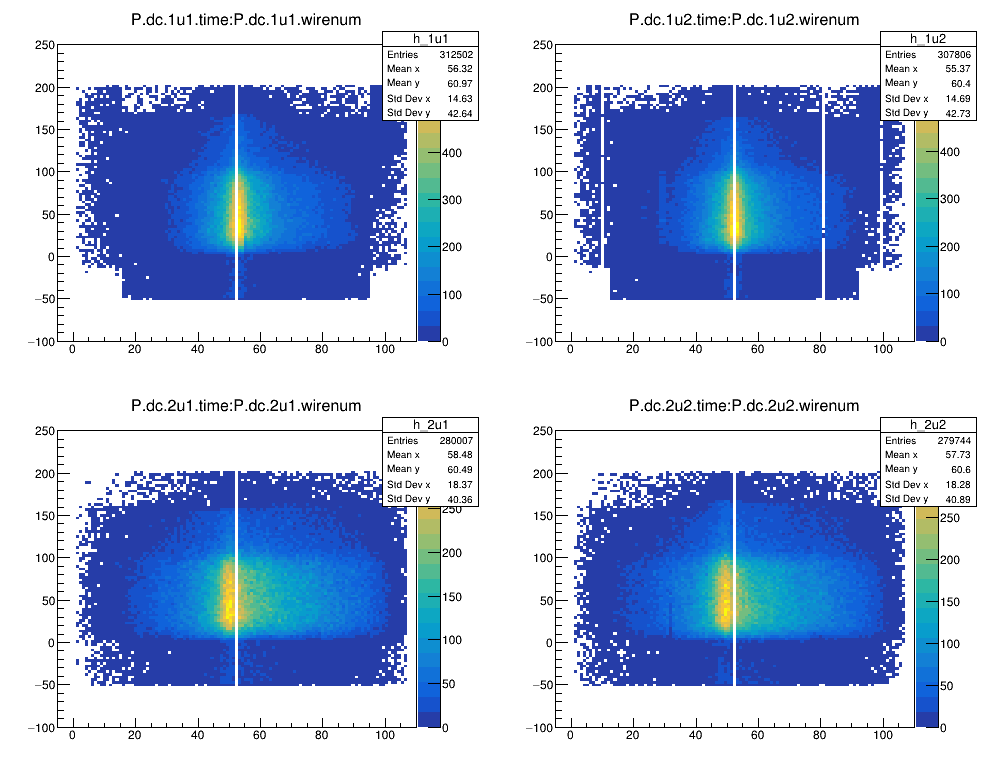 P.dc.1u1.time:P.dc.1u1.wirenum
h_1u1
Entries 312502
Mean x 56.32
Mean y 60.97
Std Dev x 14.63
Std Dev y 42.64
250
200
150
100
50
0
−50
−100
0 20 40 60 80 100
400
300
200
100
0
P.dc.1u2.time:P.dc.1u2.wirenum
h_1u2
Entries 307806
Mean x 55.37
Mean y 60.4
Std Dev x 14.69
Std Dev y 42.73
250
200
150
100
50
0
−50
−100
0 20 40 60 80 100
400
300
200
100
0
P.dc.2u1.time:P.dc.2u1.wirenum
h_2u1
Entries 280007
Mean x 58.48
Mean y 60.49
Std Dev x 18.37
Std Dev y 40.36
250
200
150
100
50
0
−50
−100
0 20 40 60 80 100
250
200
150
100
50
0
P.dc.2u2.time:P.dc.2u2.wirenum
h_2u2
Entries 279744
Mean x 57.73
Mean y 60.6
Std Dev x 18.28
Std Dev y 40.89
250
200
150
100
50
0
−50
−100
0 20 40 60 80 100
250
200
150
100
50
0